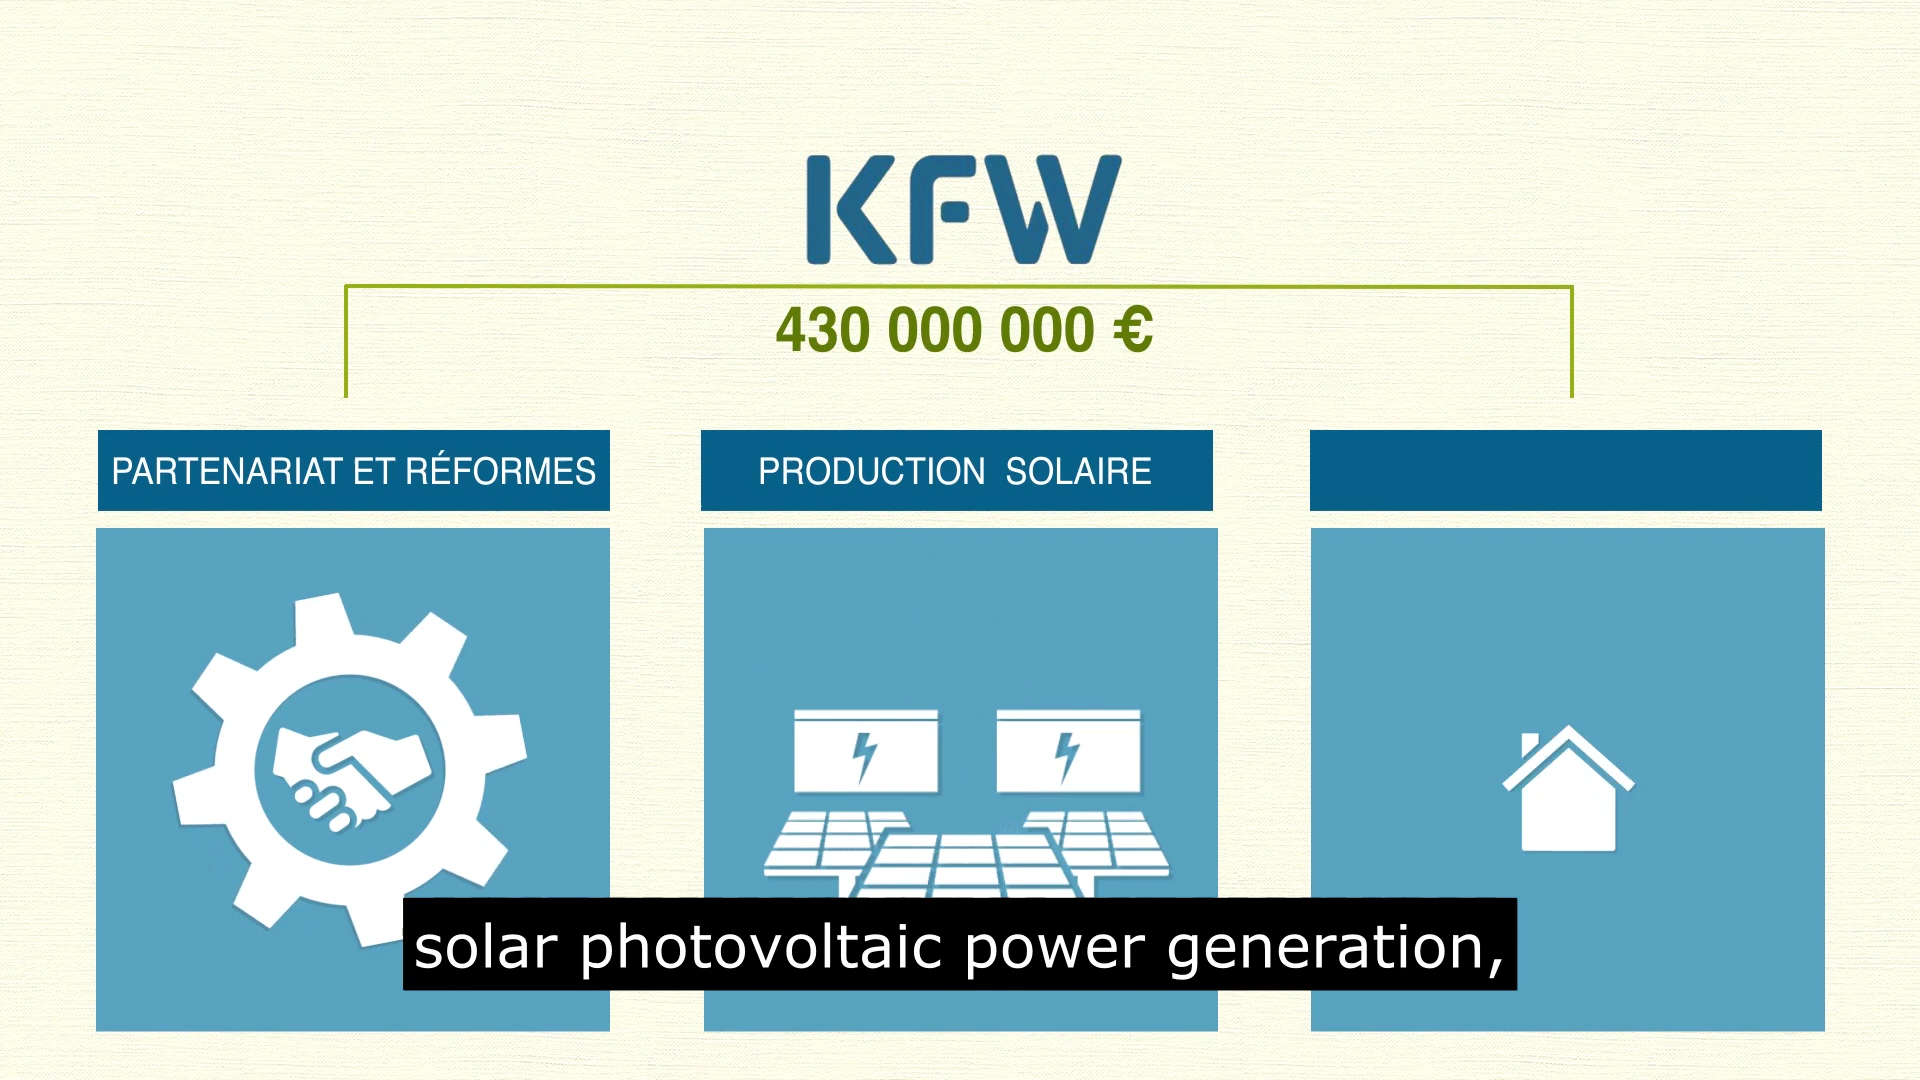 KFW
430 000 000 €
PARTENARIAT ET RÉFORMES
PRODUCTION SOLAIRE
solar photovoltaic power generation,